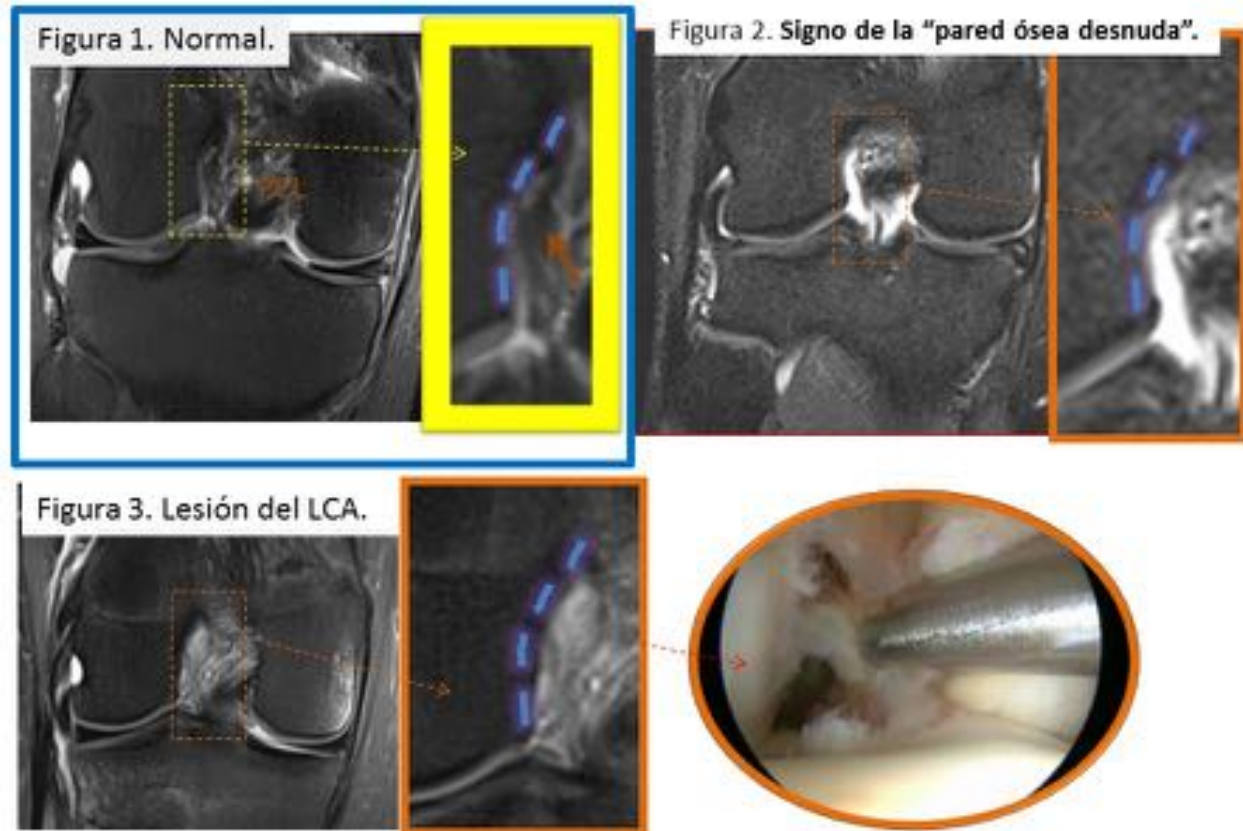 Figura 1. Normal.
Figura 2. Signo de la “pared ósea desnuda”.
Figura 3. Lesión del LCA.